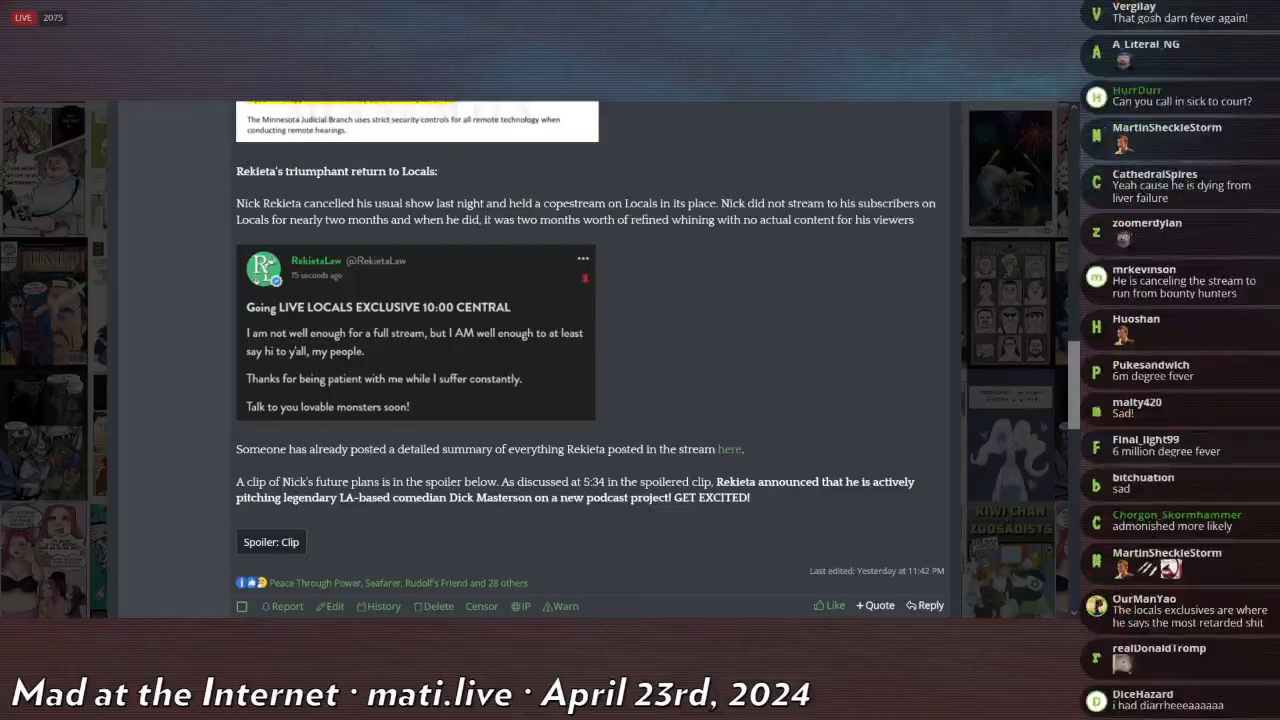 LIVE 2075
The Minnesota Judicial Branch uses strict security controls for all remote technology when
conducting remote hearings.
Rekieta's triumphant return to Locals:
Nick Rekieta cancelled his usual show last night and held a copestream on Locals in its place. Nick did not stream to his subscribers on
Locals for nearly two months and when he did, it was two months worth of refined whining with no actual content for his viewers
RekietaLaw @RekietaLaw
15 seconds ago
Going LIVE LOCALS EXCLUSIVE 10:00 CENTRAL
I am not well enough for a full stream, but I AM well enough to at least
say hi to y'all, my people.
Thanks for being patient with me while I suffer constantly.
Talk to you lovable monsters soon!
Someone has already posted a detailed summary of everything Rekieta posted in the stream here.
A clip of Nick's future plans is in the spoiler below. As discussed at 5:34 in the spoilered clip, Rekieta announced that he is actively
pitching legendary LA-based comedian Dick Masterson on a new podcast project! GET EXCITED!
Spoiler: Clip
Last edited: Yesterday at 11:42 PM
Peace Through Power, Seafarer, Rudolf's Friend and 28 others
Report Edit History Delete Censor IP Warn
Like + Quote Reply
KIWI CHAN
ZOOSADISTS
Mad at the Internet · mati.live · April 23rd, 2024
Vergilay
That gosh darn fever again!
A_Literal_NG
HurrDurr
Can you call in sick to court?
MartinSheckleStorm
CathedralSpires
Yeah cause he is dying from
liver failure
zoomerdylan
mrkevinson
He is canceling the stream to
run from bounty hunters
Huoshan
Pukesandwich
6m degree fever
malty420
Sad!
Final_light99
6 million degree fever
bitchuation
sad
Chorgon_Skormhammer
admonished more likely
MartinSheckleStorm
OurManYao
The locals exclusives are where
he says the most retarded shit
realDonaldTromp
DiceHazard
i had diarrheeeaaaaaa